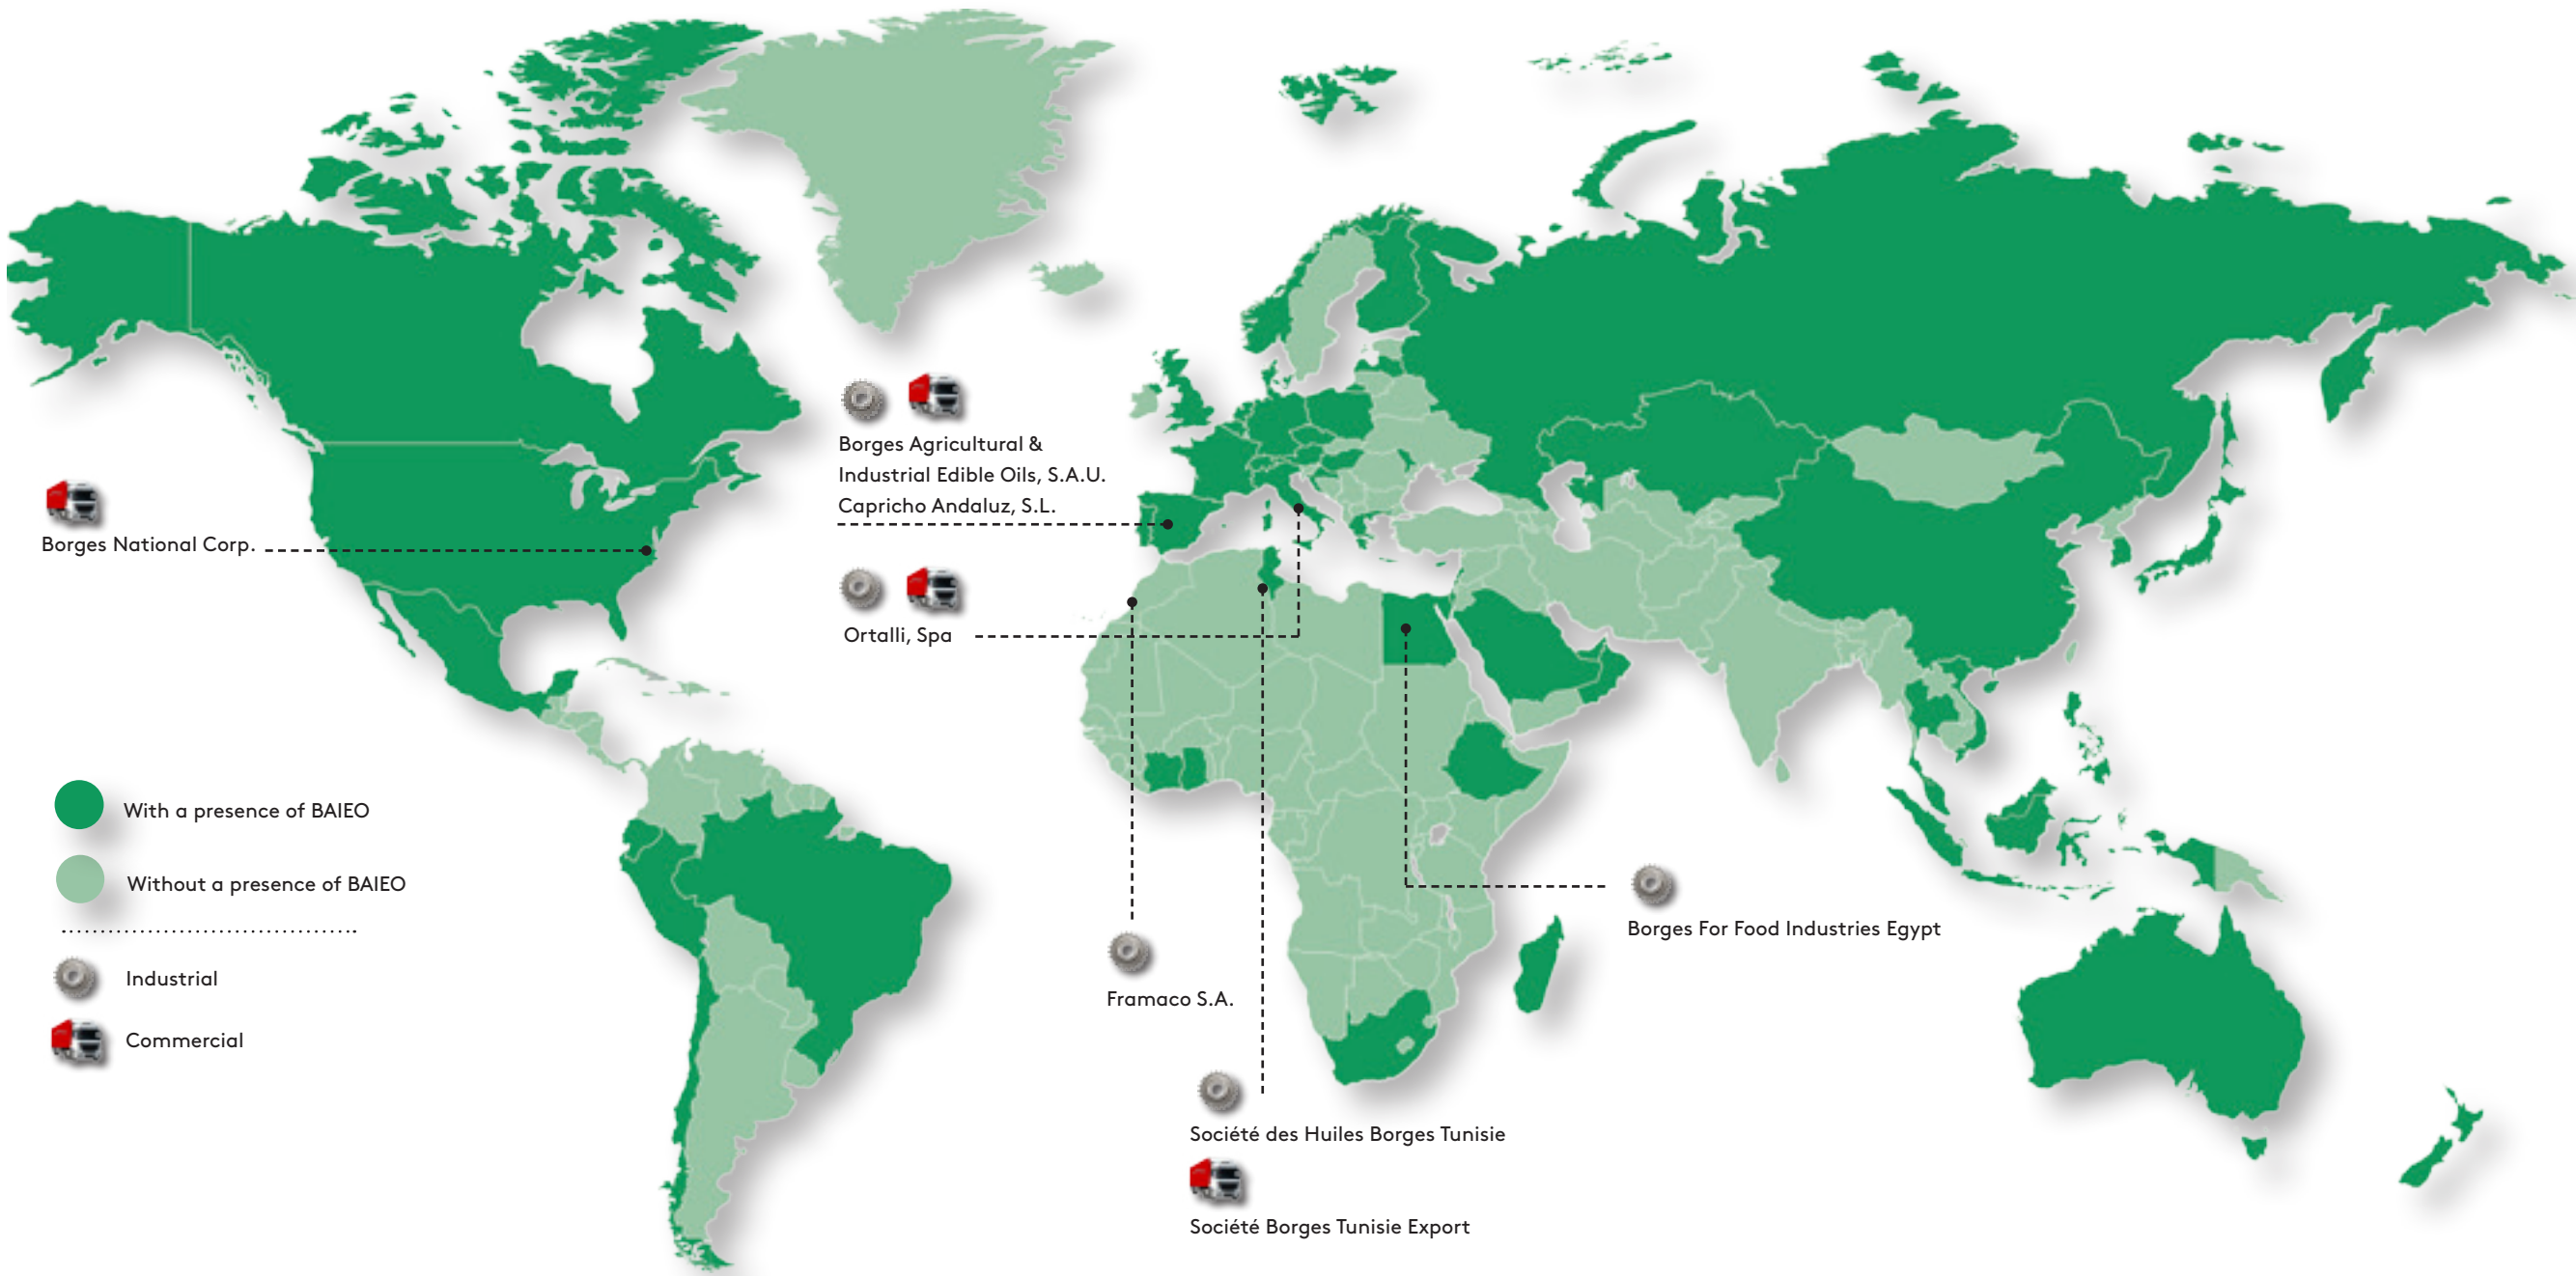 Borges Agricultural &
Industrial Edible Oils, S.A.U.
Capricho Andaluz, S.L.
Borges National Corp.
Ortalli, Spa
With a presence of BAIEO
Without a presence of BAIEO
Industrial
Commercial
Borges For Food Industries Egypt
Framaco S.A.
Société des Huiles Borges Tunisie
Société Borges Tunisie Export